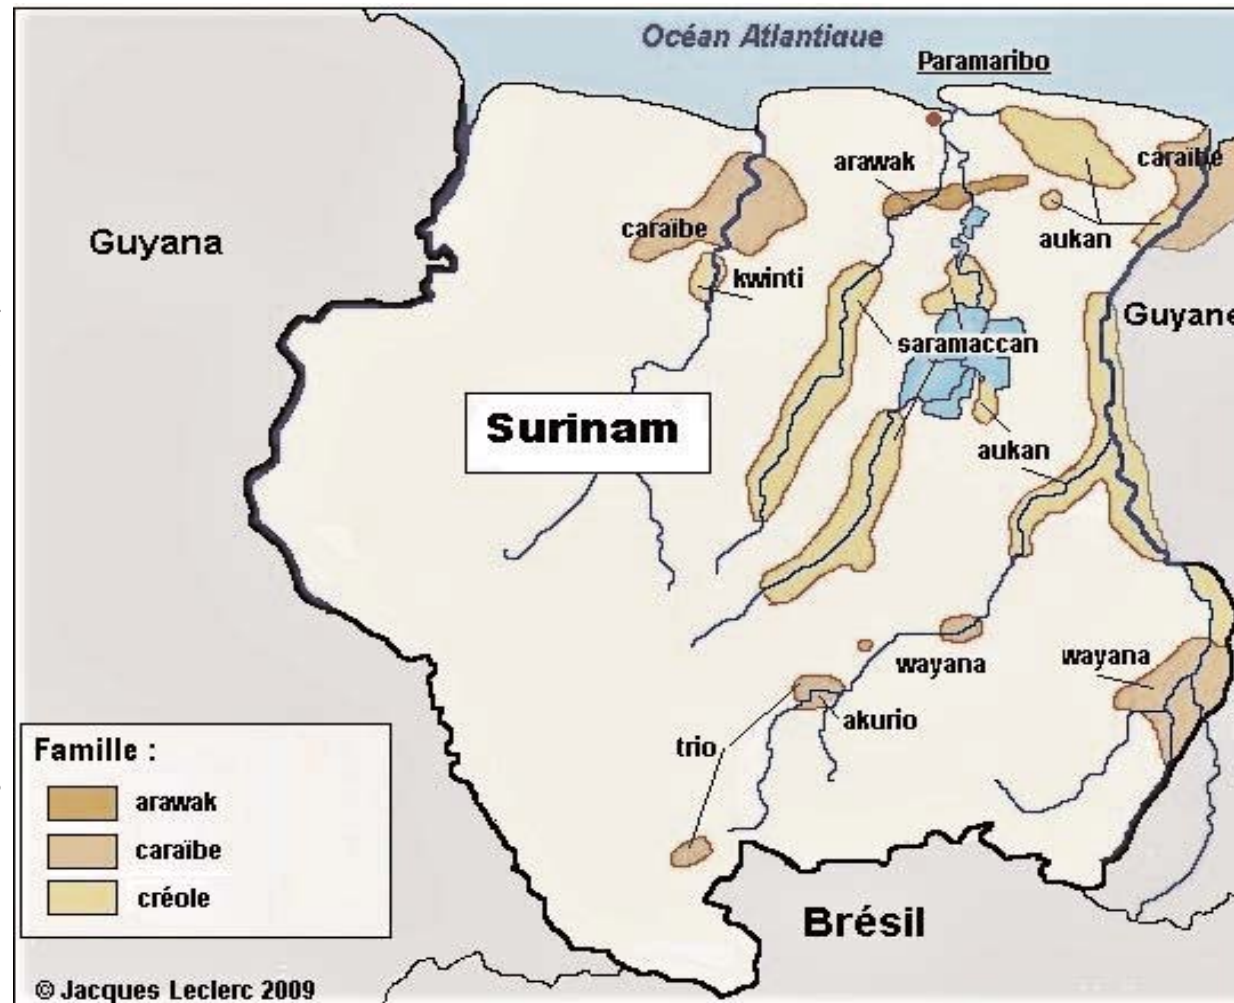 Océan Atlantique
Paramaribo
arawak
caraïbe
Guyana
caraïbe
aukan
kwinti
Guyane
saramaccan
Surinam
aukan
wayana
wayana
akurio
trio
Famille :
arawak
caraïbe
créole
Brésil
© Jacques Leclerc 2009